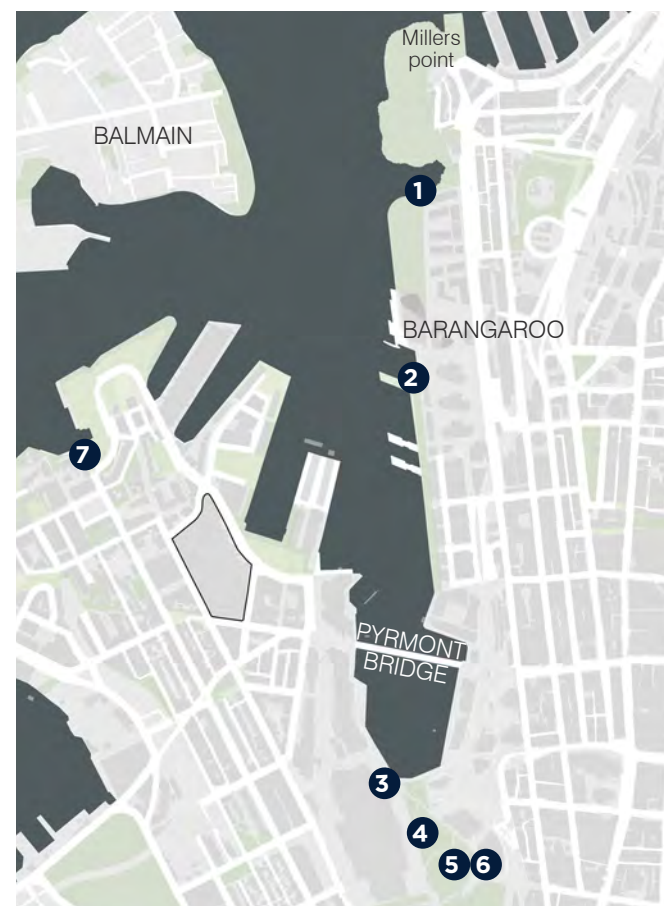 Millers
point
BALMAIN
1
BARANGAROO
2
7
PYRMONT
BRIDGE
3
4
5 6